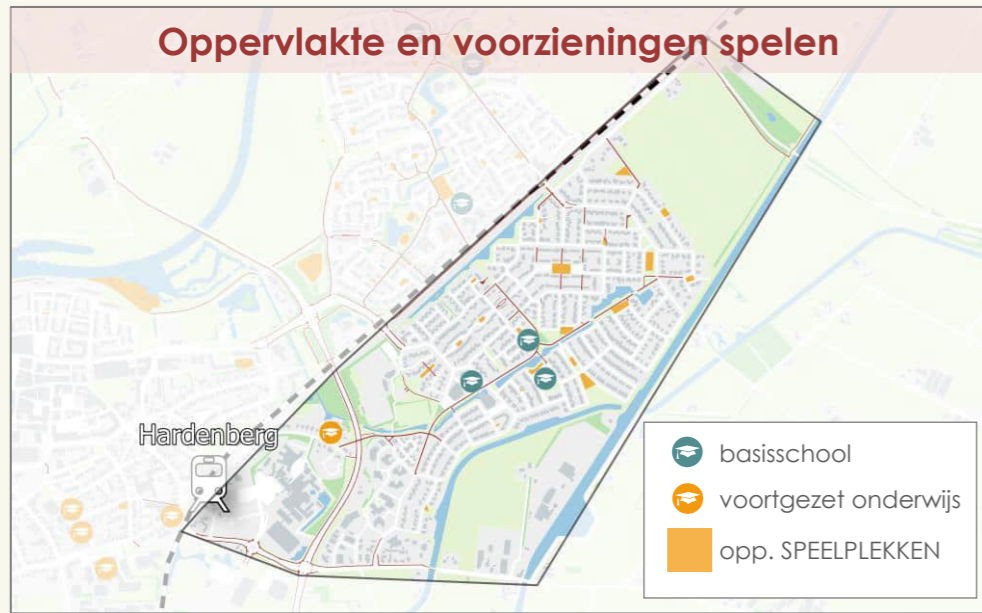 Oppervlakte en voorzieningen spelen
Hardenberg
basisschool
voortgezet onderwijs
opp. SPEELPLEKKEN